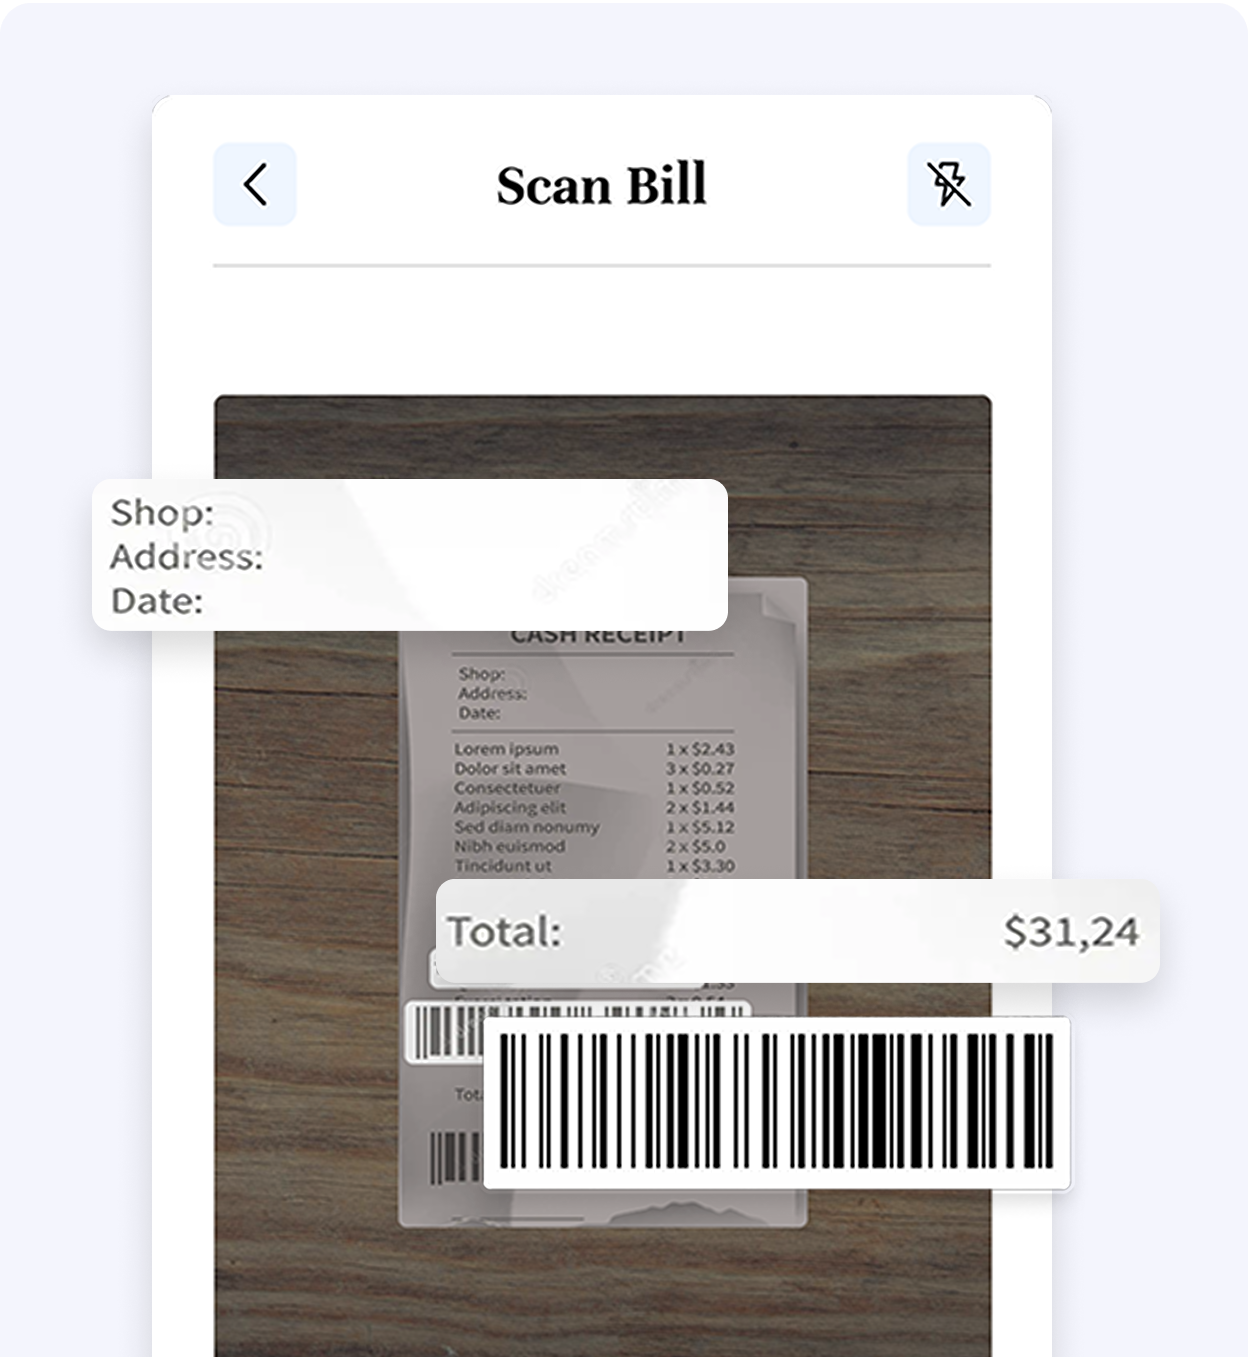 Scan Bill
Shop:
Address:
Date:
CASH RECEIPT
Shop:
Address:
Date:
Lorem ipsum 1 x $2.43
Dolor sit amet 3 x $0.27
Consectetuer 1 x $0.52
Adipiscing elit 2 x $1.44
Sed diam nonumy 1 x $5.12
Nibh euismod 2 x $5.0
Tincidunt ut 1 x $3.30
Total: $31,24